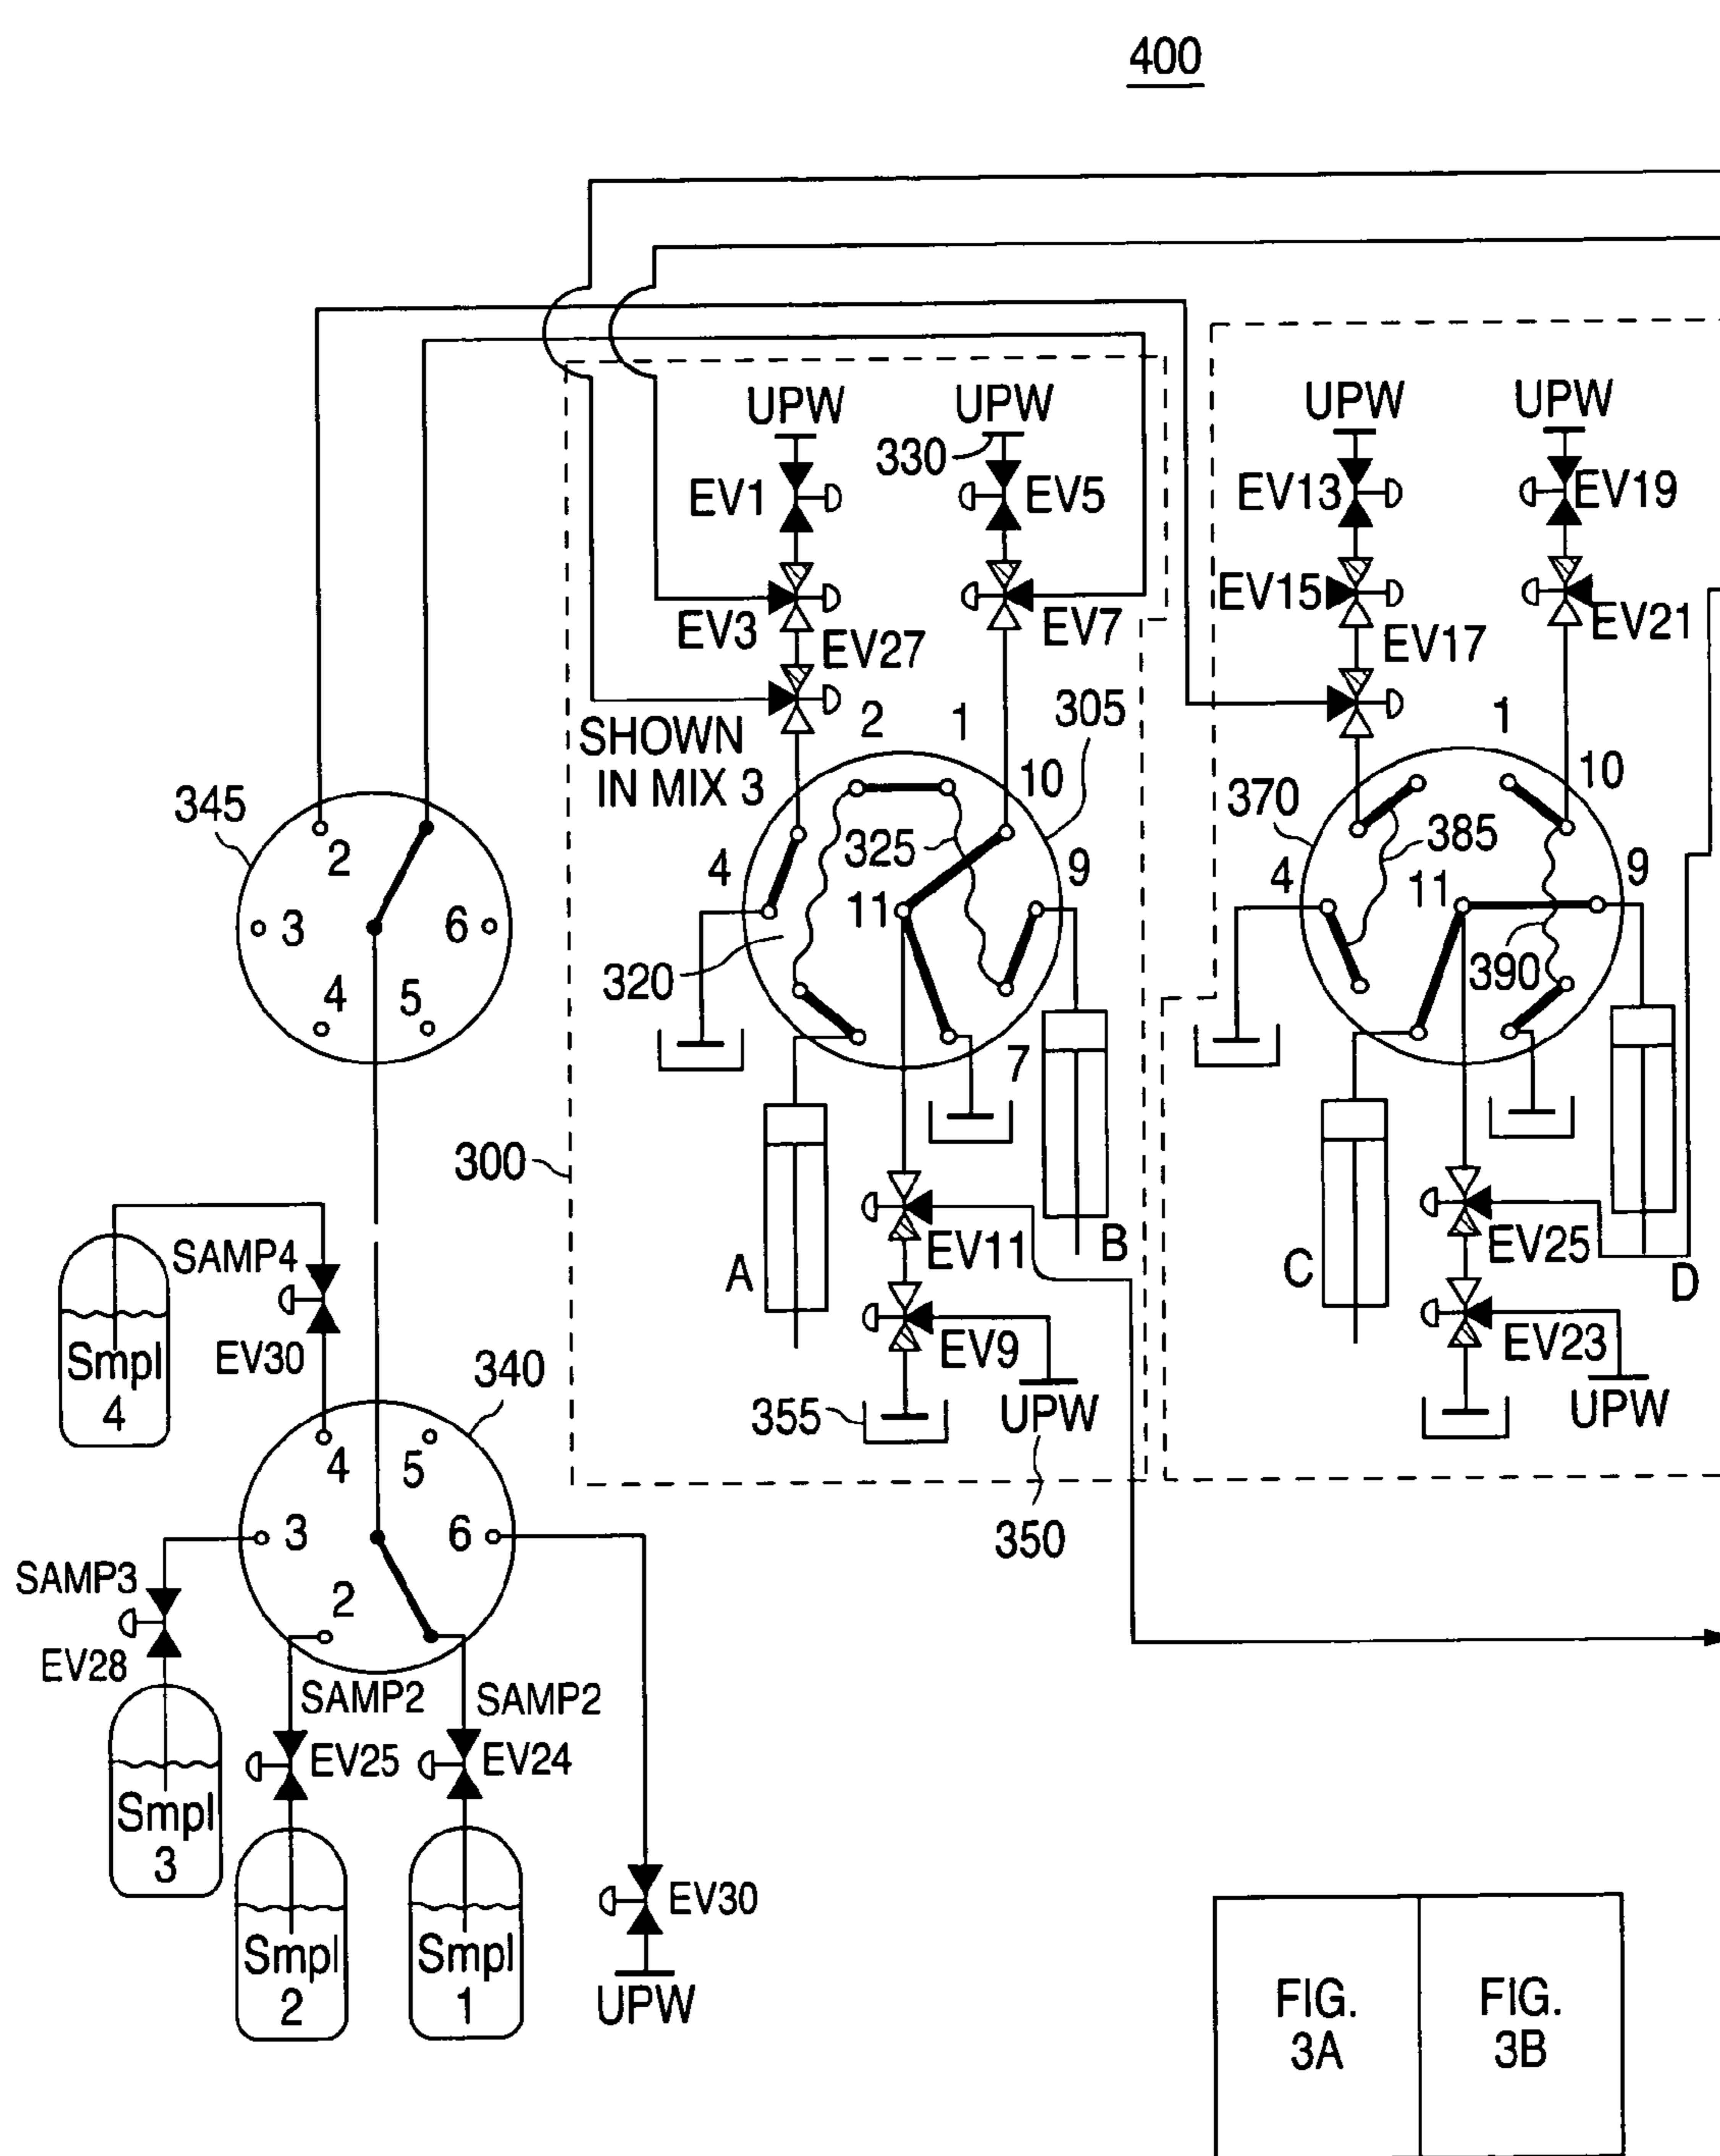 400
UPW
UPW
UPW
UPW
330
EV1
EV5
EV13
EV19
EV3
EV7
EV15
EV21
EV27
EV17
SHOWN
IN MIX 3
2
1
305
1
10
10
345
2
3
6
4
5
4
325
9
11
320
7
370
4
385
11
9
390
300
A
B
C
D
EV11
EV25
EV9
EV23
355
UPW
UPW
350
SAMP4
EV30
Smpl
4
340
4
5
3
6
2
SAMP3
EV28
SAMP2
SAMP2
EV25
EV24
Smpl
3
Smpl
2
Smpl
1
EV30
UPW
FIG.
3A
FIG.
3B